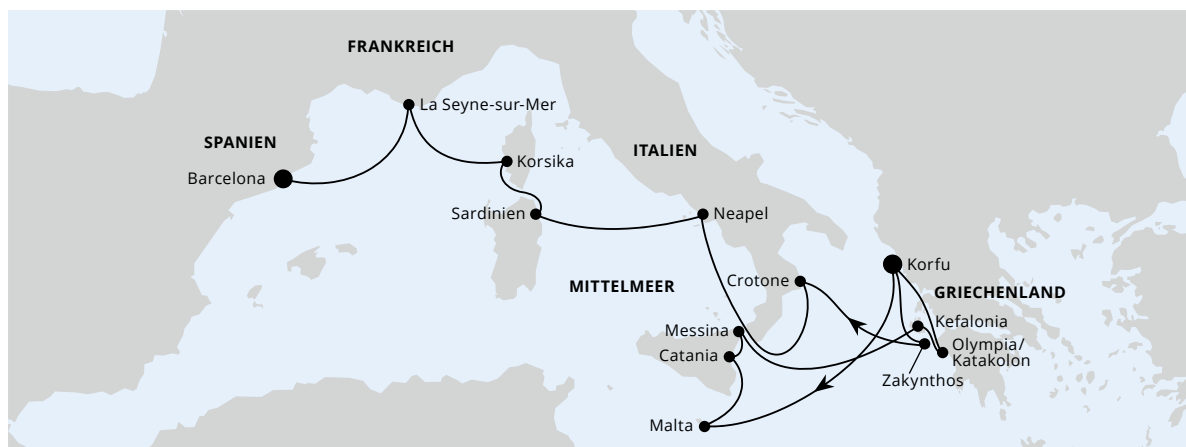 FRANKREICH
La Seyne-sur-Mer
SPANIEN
Barcelona
Korsika
ITALIEN
Sardinien
Neapel
Korfu
Crotone
MITTELMEER
GRIECHENLAND
Kefalonia
Messina
Olympia/
Katakolon
Catania
Zakynthos
Malta